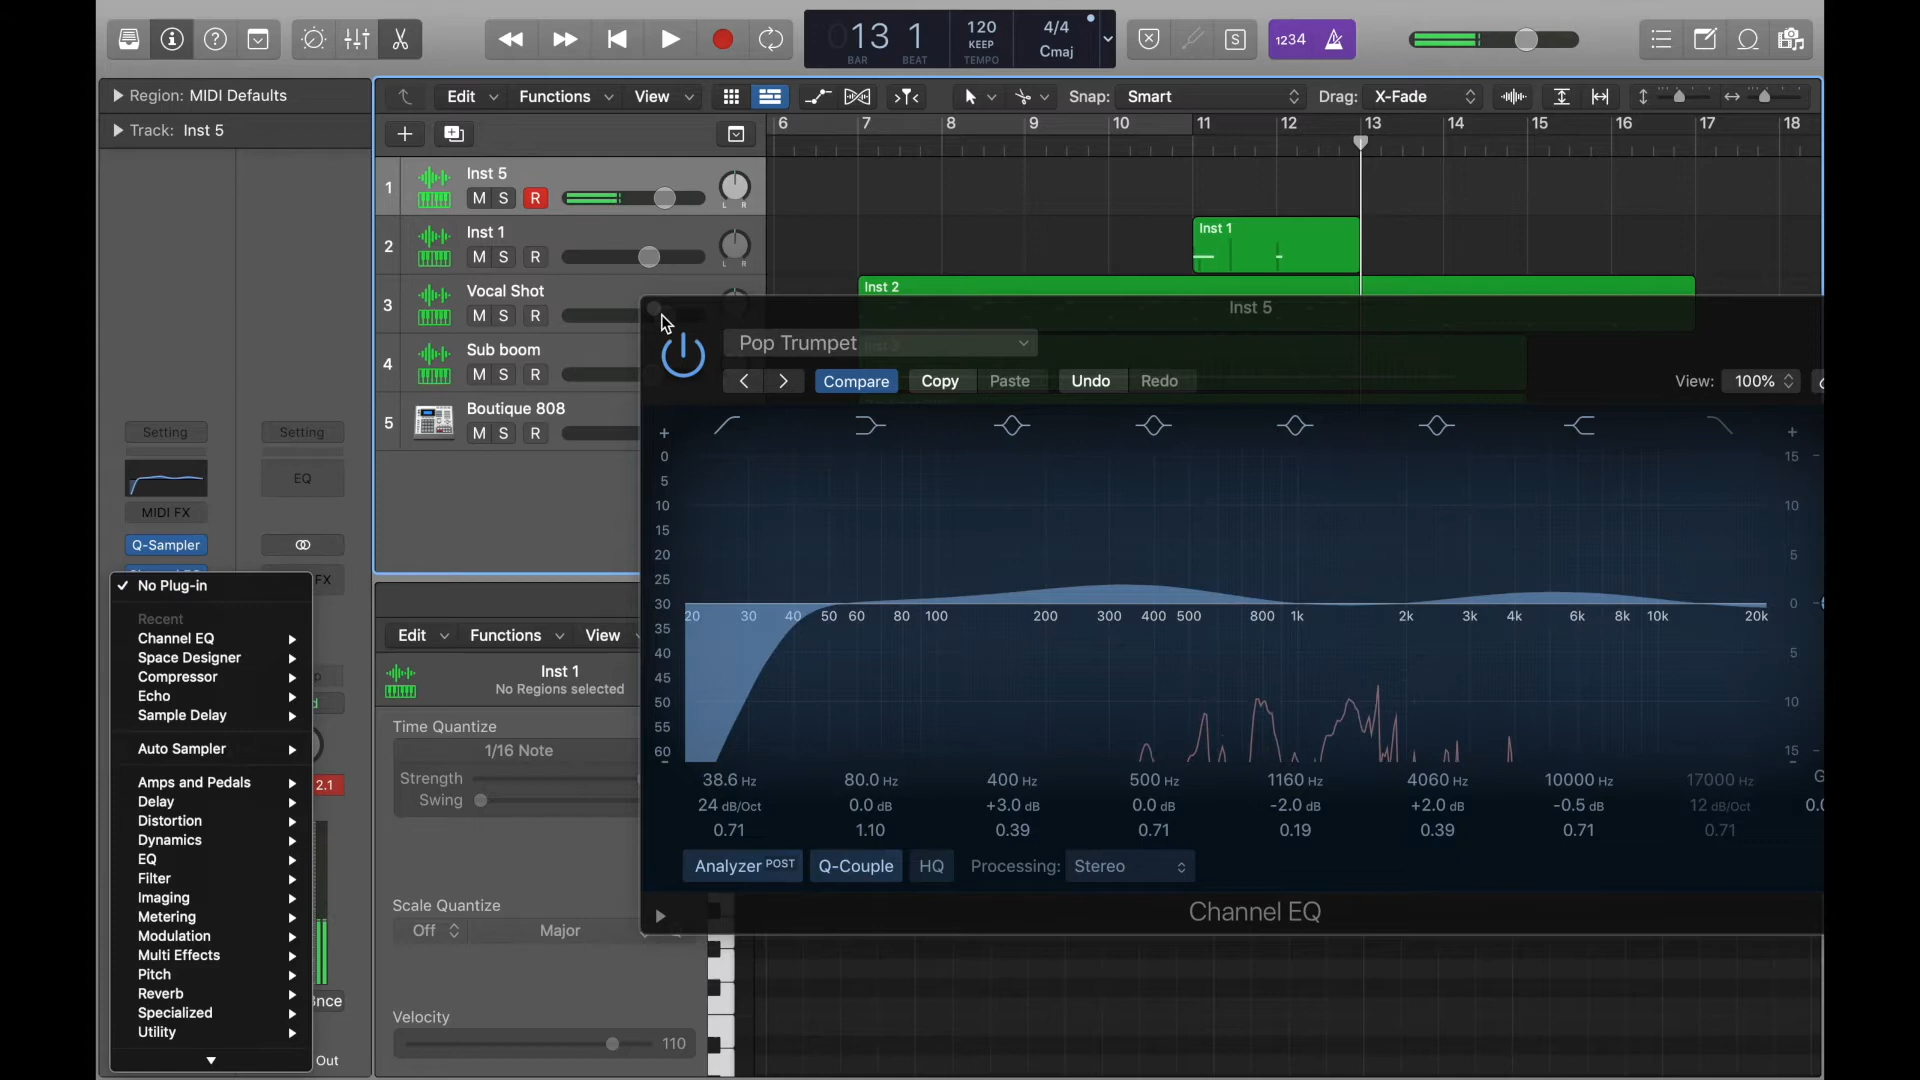 13 1
BAR BEAT
120
KEEP
TEMPO
4/4
Cmaj
S
1234
Region: MIDI Defaults
Track: Inst 5
Edit Functions View
Snap: Smart
Drag: X-Fade
6 7 8 9 10 11 12 13 14 15 16 17 18
1 Inst 5
M S R
L R
2 Inst 1
M S R
L R
3 Vocal Shot
M S R
4 Sub boom
M S R
5 Boutique 808
M S R
Inst 1
Inst 2
Inst 5
Pop Trumpet
Compare Copy Paste Undo Redo
View: 100%
+ +
0 5 10 15 20 25 30 35 40 45 50 55 60 -
15 10 5 0 5 10 15 -
20 30 40 50 60 80 100 200 300 400 500 800 1k 2k 3k 4k 6k 8k 10k 20k
38.6 Hz 80.0 Hz 400 Hz 500 Hz 1160 Hz 4060 Hz 10000 Hz 17000 Hz
24 dB/Oct 0.0 dB +3.0 dB 0.0 dB -2.0 dB +2.0 dB -0.5 dB 12 dB/Oct
0.71 1.10 0.39 0.71 0.19 0.39 0.71 0.71
Analyzer POST Q-Couple HQ Processing: Stereo
Channel EQ
Setting Setting
EQ
MIDI FX
Q-Sampler
FX
No Plug-in
Recent
Channel EQ
Space Designer
Compressor
Echo
Sample Delay
Auto Sampler
Amps and Pedals
Delay
Distortion
Dynamics
EQ
Filter
Imaging
Metering
Modulation
Multi Effects
Pitch
Reverb
Specialized
Utility
2.1
Bnce
Out
Edit Functions View
Inst 1
No Regions selected
Time Quantize
1/16 Note
Strength
Swing
Scale Quantize
Off Major
Velocity
110